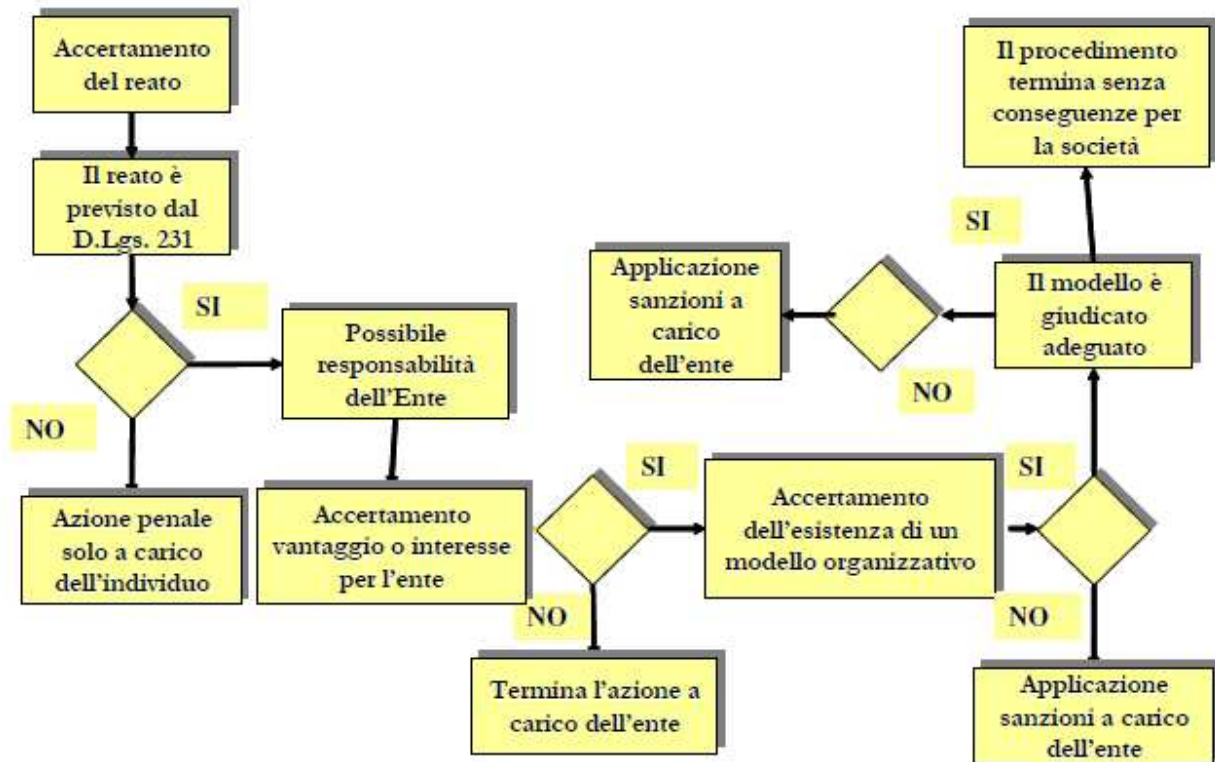 Accertamento
del reato
Il reato è
previsto dal
D.Lgs. 231
SI
NO
Azione penale
solo a carico
dell'individuo
Possibile
responsabilità
dell'Ente
Accertamento
vantaggio o interesse
per l'ente
SI
NO
Termina l'azione a
carico dell'ente
Accertamento
dell'esistenza di un
modello organizzativo
SI
NO
Applicazione
sanzioni a carico
dell'ente
Il modello è
giudicato
adeguato
SI
NO
Il procedimento
termina senza
conseguenze per
la società
Applicazione
sanzioni a
carico
dell'ente